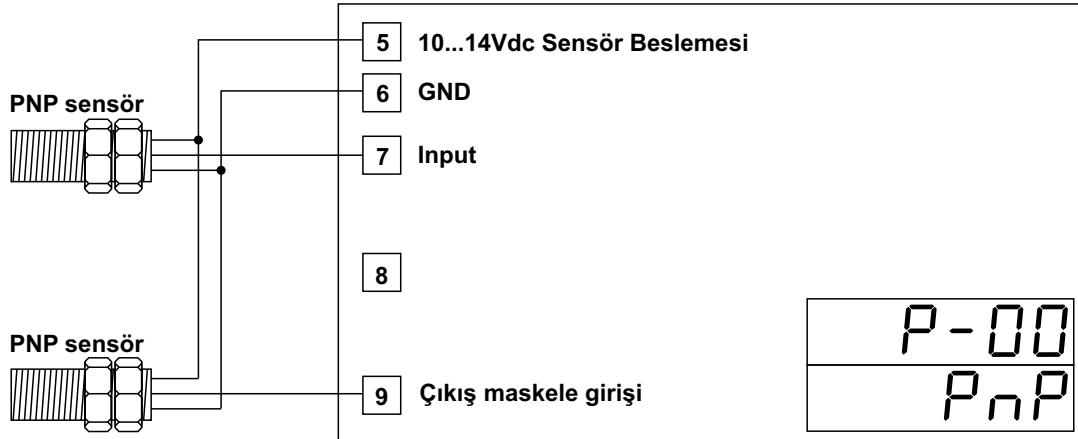 5 10...14Vdc Sensör Beslemesi
6 GND
PNP sensör
7 Input
8
PNP sensör
9 Çıkış maskele girişi
P-00
PnP